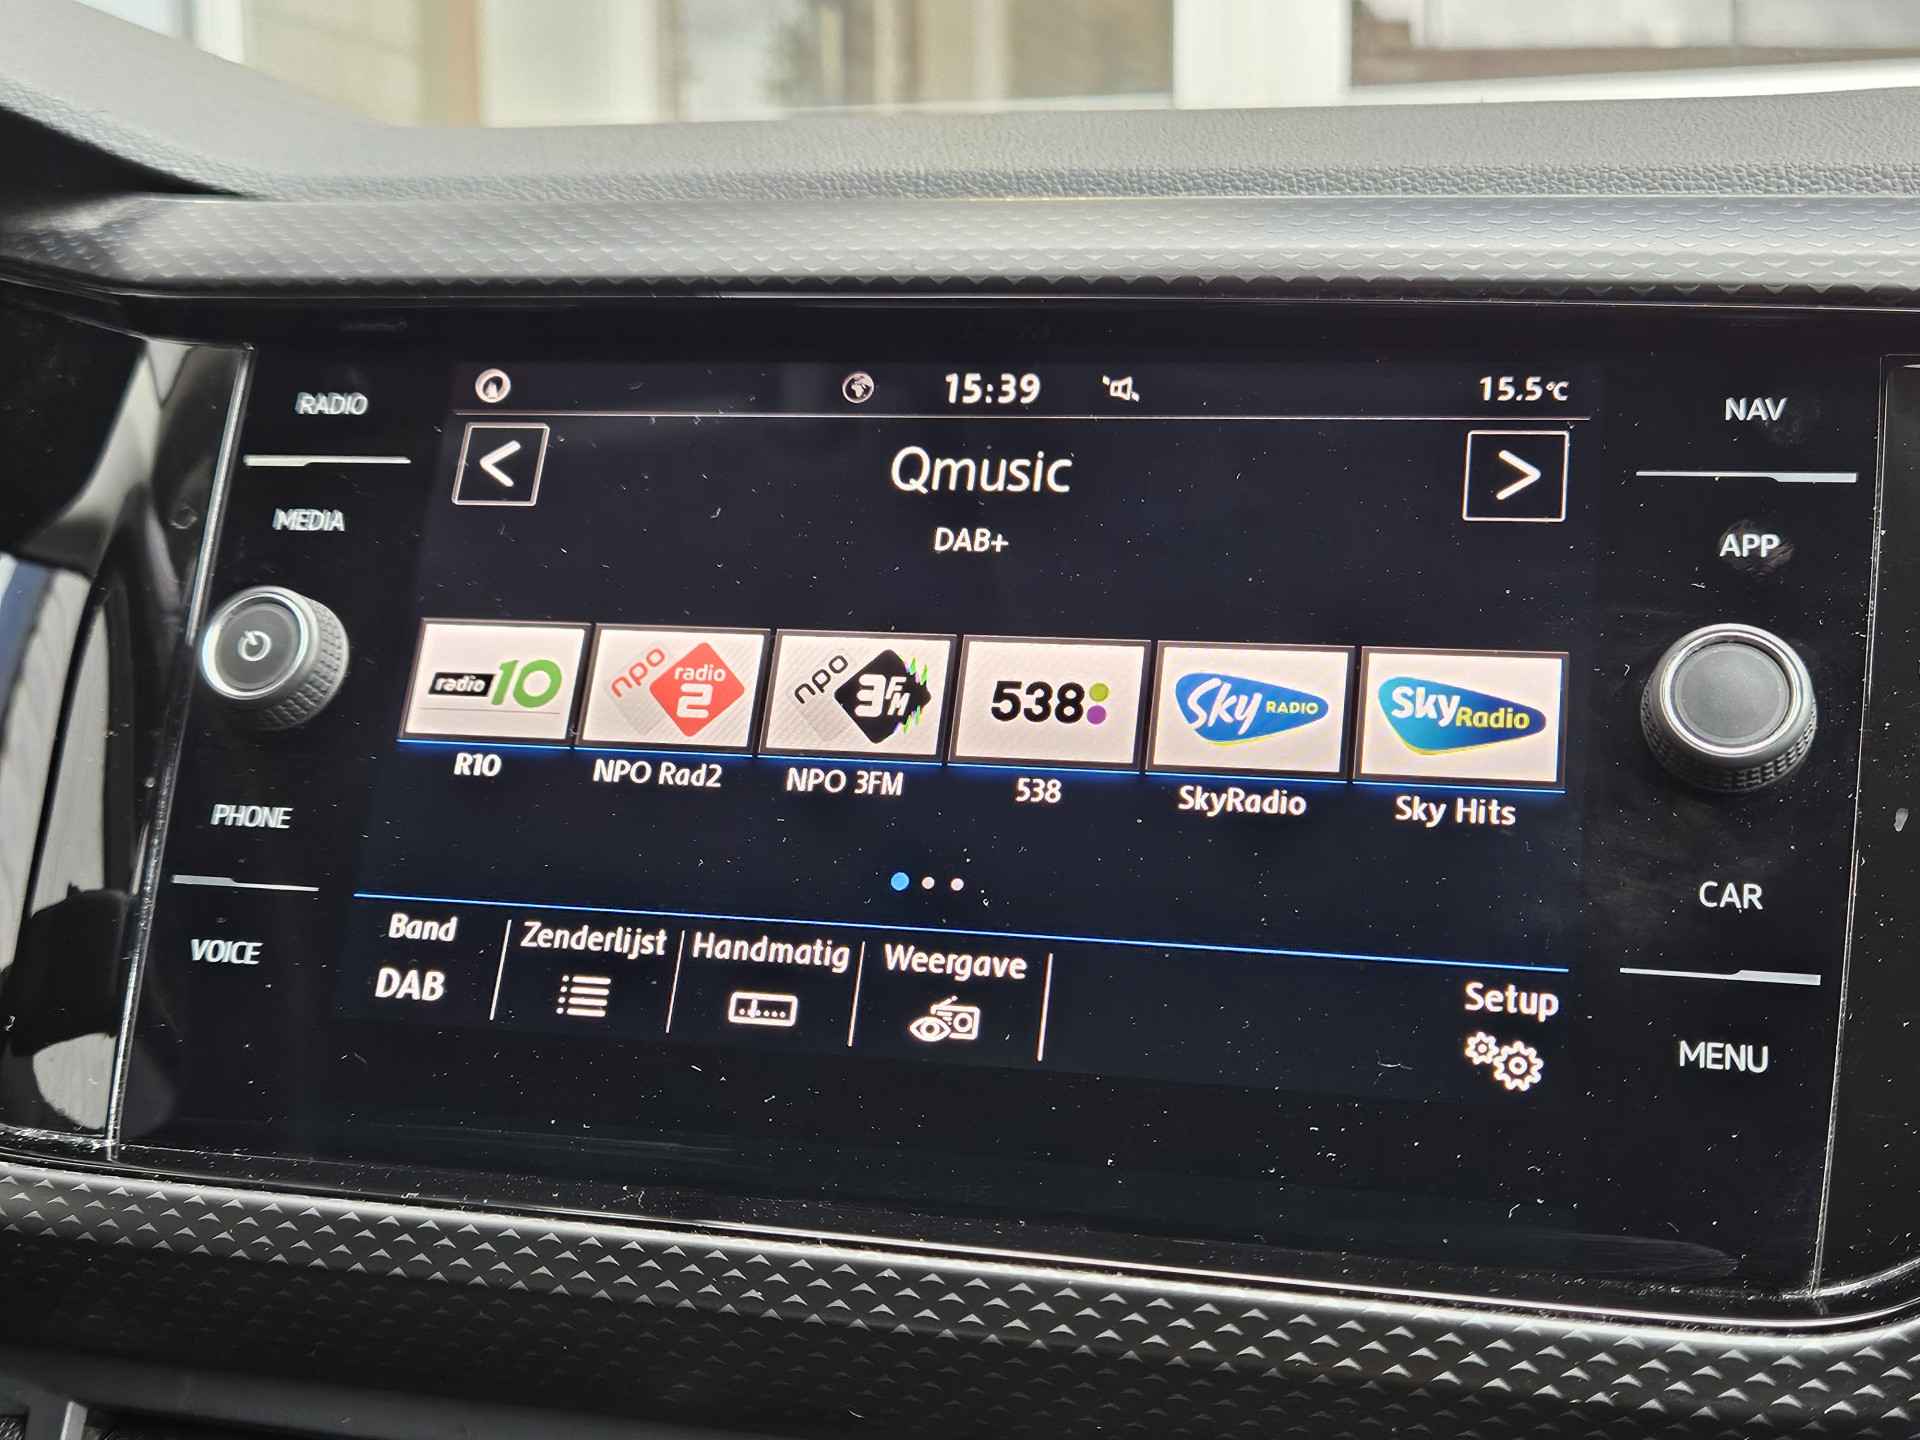 RADIO
MEDIA
PHONE
VOICE
15:39
15.5°C
<
Qmusic
>
DAB+
radio 10
npo radio 2
npo 3FM
538
Sky RADIO
Sky Radio
R10
NPO Rad2
NPO 3FM
538
SkyRadio
Sky Hits
Band
DAB
Zenderlijst
Handmatig
Weergave
Setup
NAV
APP
CAR
MENU